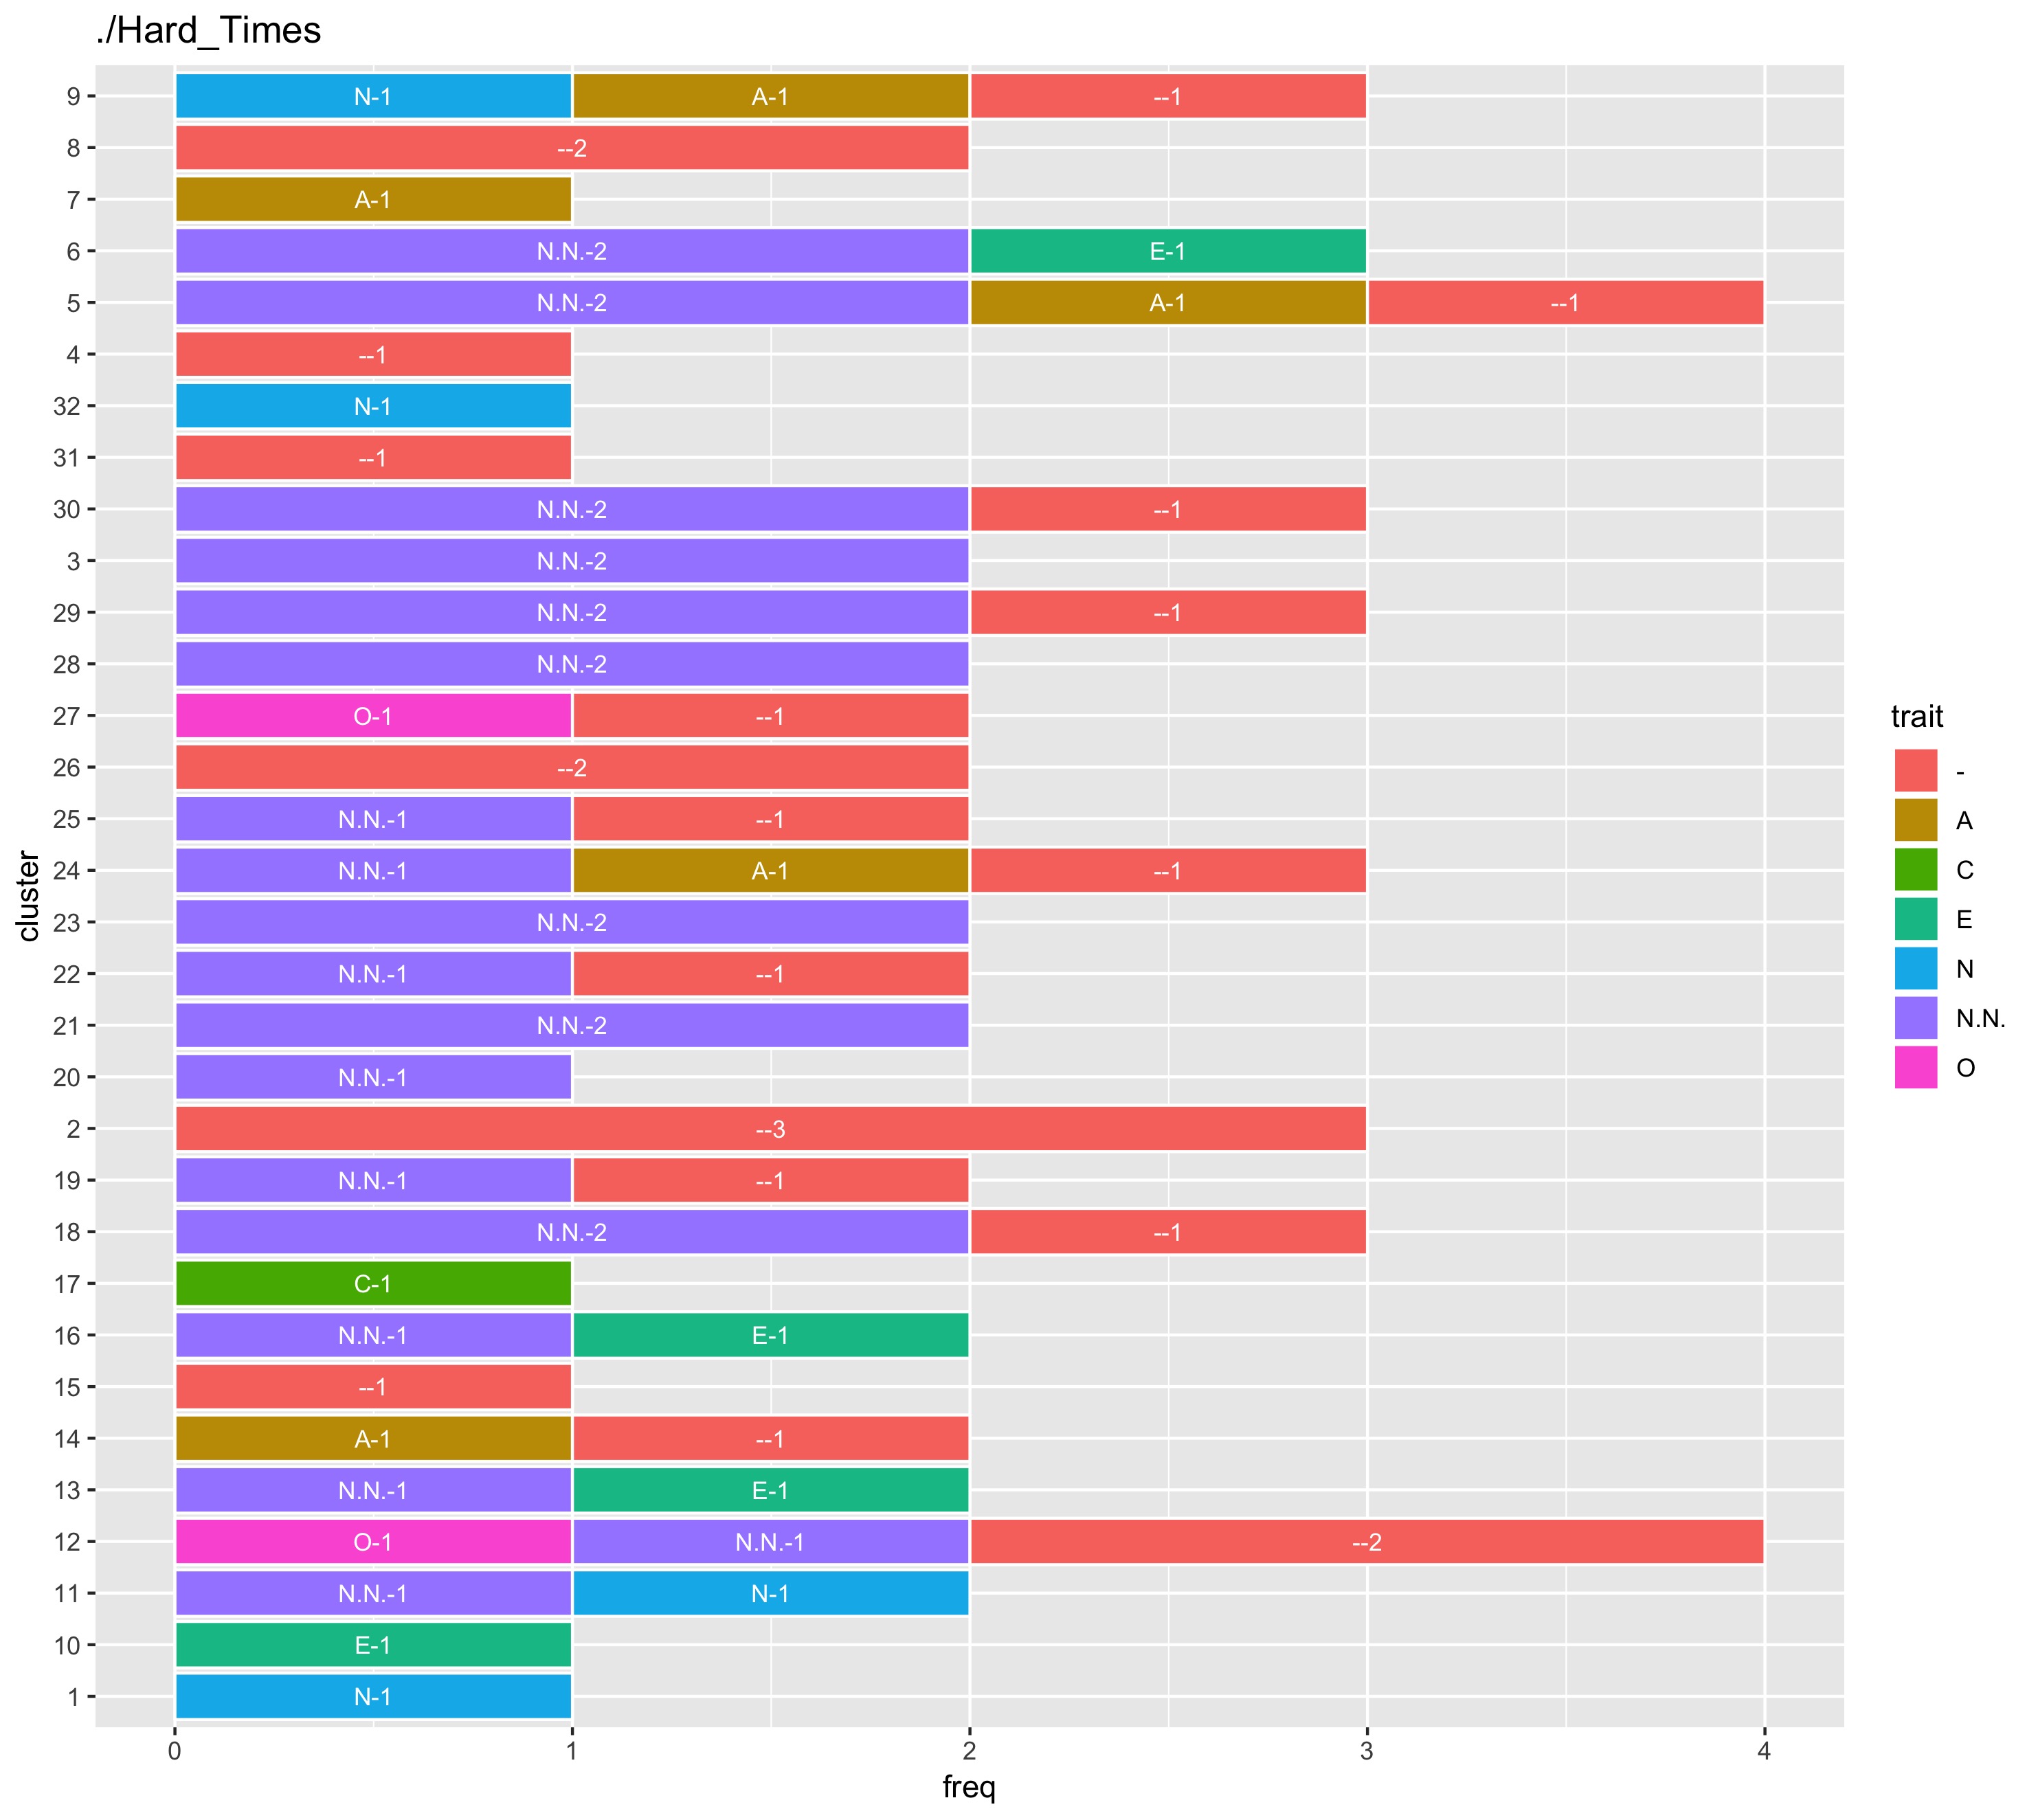 ./Hard_Times
9 N-1 A-1 --1
8 --2
7 A-1
6 N.N.-2 E-1
5 N.N.-2 A-1 --1
4 --1
32 N-1
31 --1
30 N.N.-2 --1
3 N.N.-2
29 N.N.-2 --1
28 N.N.-2
27 O-1 --1
26 --2
25 N.N.-1 --1
24 N.N.-1 A-1 --1
23 N.N.-2
22 N.N.-1 --1
21 N.N.-2
20 N.N.-1
2 --3
19 N.N.-1 --1
18 N.N.-2 --1
17 C-1
16 N.N.-1 E-1
15 --1
14 A-1 --1
13 N.N.-1 E-1
12 O-1 N.N.-1 --2
11 N.N.-1 N-1
10 E-1
1 N-1
0 1 2 3 4
freq
cluster
trait
-
A
C
E
N
N.N.
O